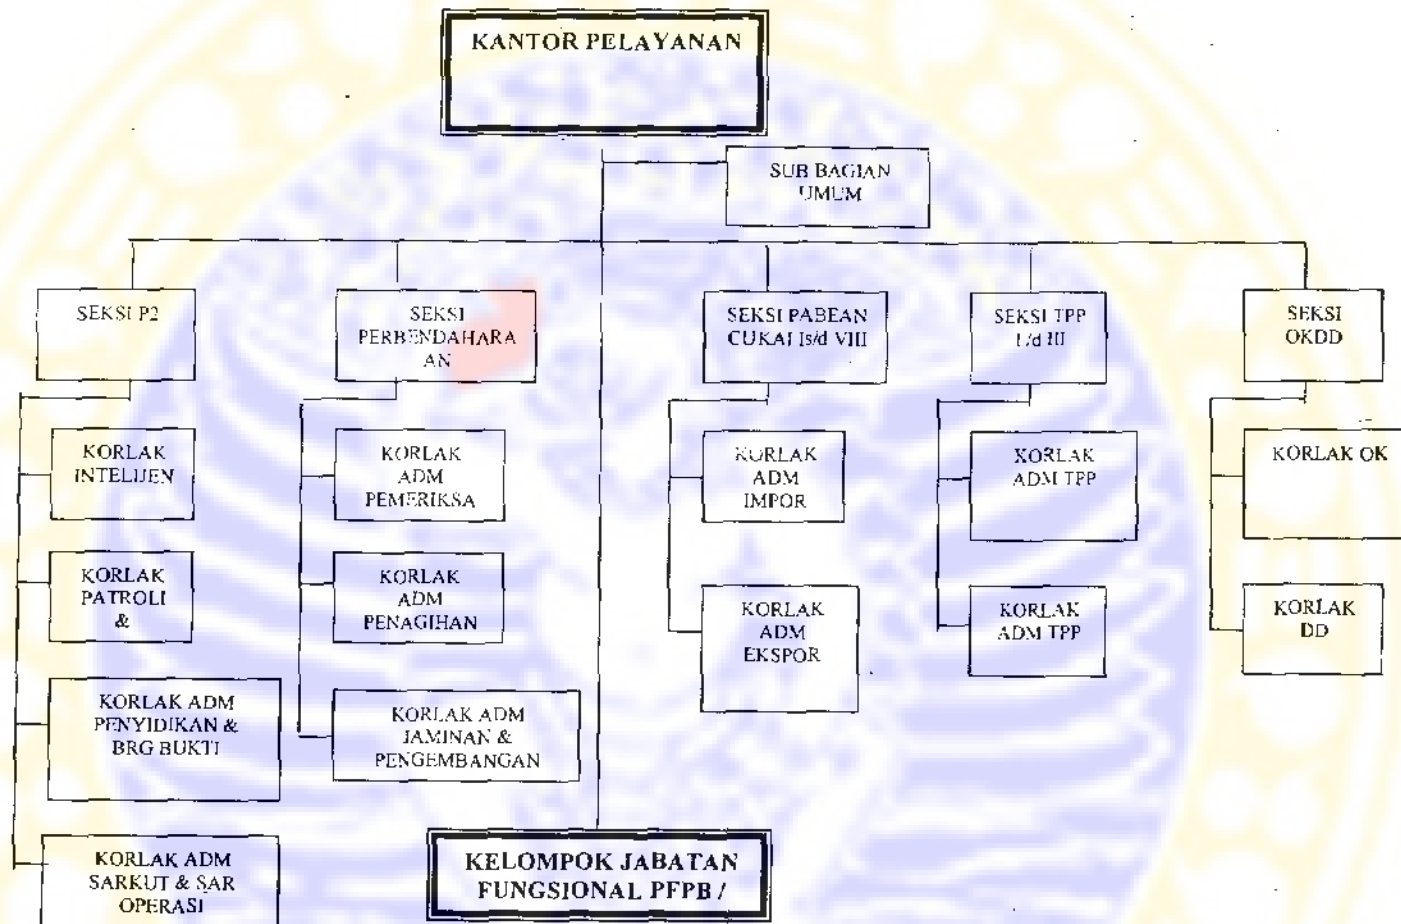 KANTOR PELAYANAN
SUB BAGIAN
UMUM
SEKSI P2
SEKSI
PERBENDAHARA
AN
SEKSI PABEAN
CUKAI Is/d VIII
SEKSI TPP
I./d III
SEKSI
OKDD
KORLAK
INTELIJEN
KORLAK
ADM
PEMERIKSA
KORLAK
ADM
IMPOR
KORLAK
ADM TPP
KORLAK OK
KORLAK
PATROLI
&
KORLAK
ADM
PENAGIHAN
KORLAK
ADM
EKSPOR
KORLAK
ADM TPP
KORLAK
DD
KORLAK ADM
PENYIDIKAN &
BRG BUKTI
KORLAK ADM
JAMINAN &
PENGEMBANGAN
KORLAK ADM
SARKUT & SAR
OPERASI
KELOMPOK JABATAN
FUNGSIONAL PFPB /